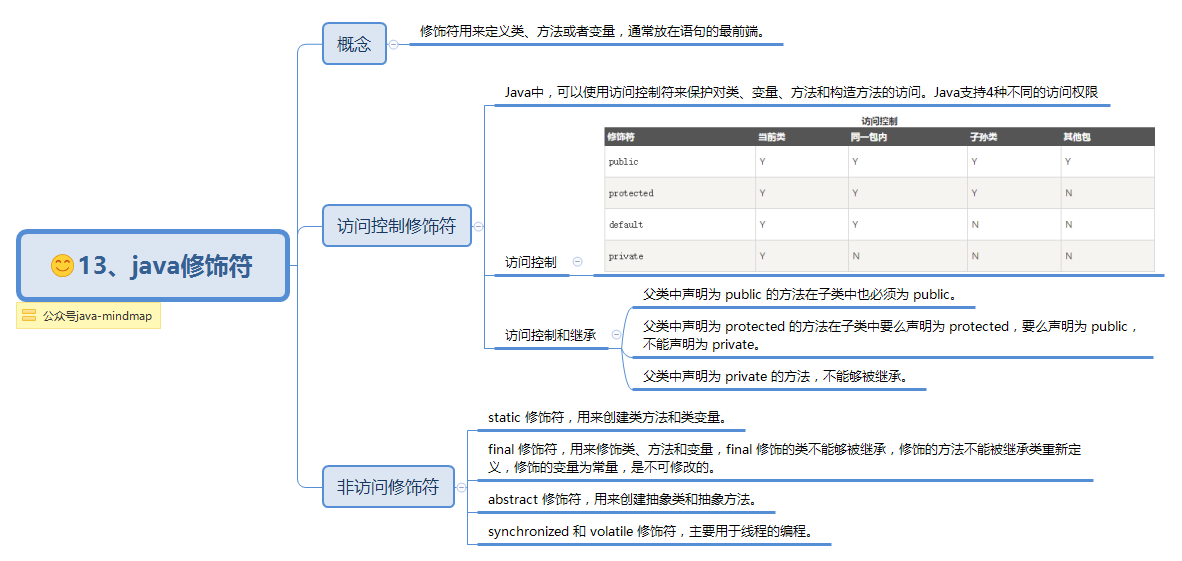 概念
修饰符用来定义类、方法或者变量，通常放在语句的最前端。
Java中，可以使用访问控制符来保护对类、变量、方法和构造方法的访问。Java支持4种不同的访问权限
访问控制
修饰符 当前类 同一包内 子孙类 其他包
public Y Y Y Y
protected Y Y Y N
default Y Y N N
private Y N N N
访问控制修饰符
访问控制
13、java修饰符
公众号java-mindmap
访问控制和继承
父类中声明为 public 的方法在子类中也必须为 public。
父类中声明为 protected 的方法在子类中要么声明为 protected，要么声明为 public，
不能声明为 private。
父类中声明为 private 的方法，不能够被继承。
非访问修饰符
static 修饰符，用来创建类方法和类变量。
final 修饰符，用来修饰类、方法和变量，final 修饰的类不能够被继承，修饰的方法不能被继承类重新定
义，修饰的变量为常量，是不可修改的。
abstract 修饰符，用来创建抽象类和抽象方法。
synchronized 和 volatile 修饰符，主要用于线程的编程。